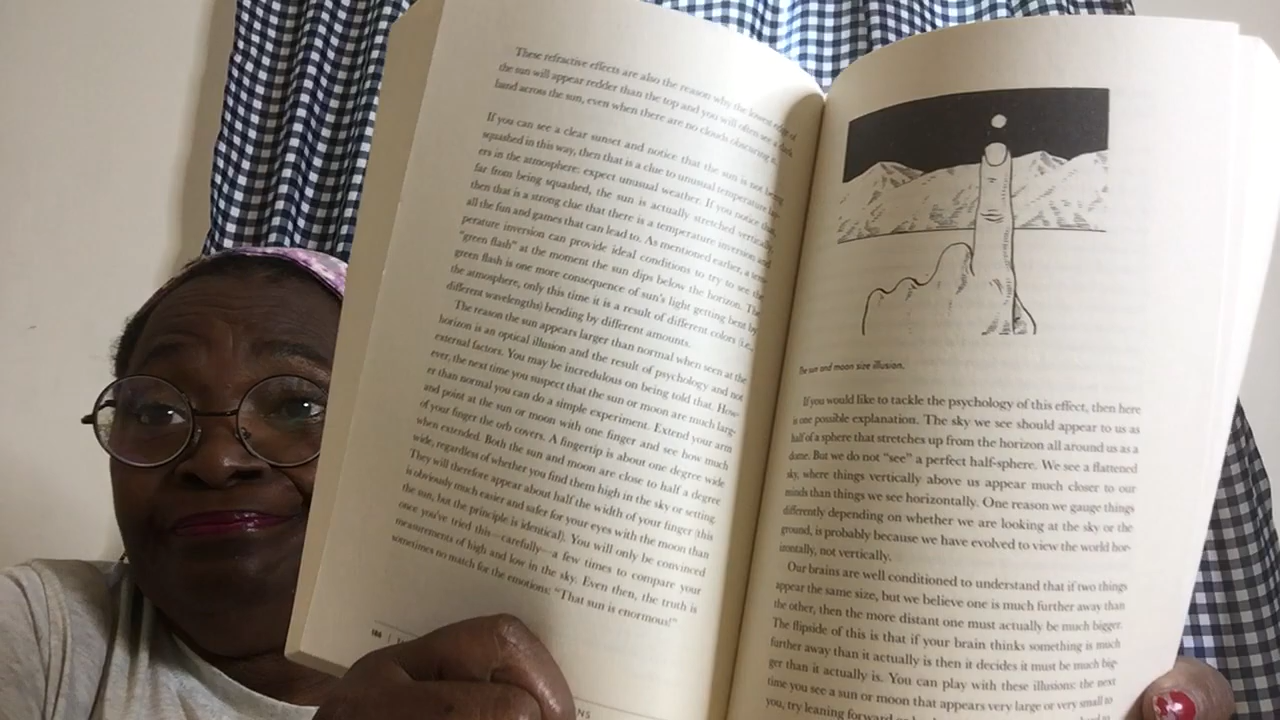 These refractive effects are also the reason why the lowest edge of
the sun will appear redder than the top and you will often see a dark
band across the sun, even when there are no clouds obscuring it.
If you can see a clear sunset and notice that the sun is not being
squashed in this way, then that is a clue to unusual temperature lay-
ers in the atmosphere: expect unusual weather. If you notice that,
far from being squashed, the sun is actually stretched vertically,
then that is a strong clue that there is a temperature inversion and
all the fun and games that can lead to. As mentioned earlier, a tem-
perature inversion can provide ideal conditions to try to see the
"green flash" at the moment the sun dips below the horizon. The
green flash is one more consequence of sun's light getting bent by
the atmosphere, only this time it is a result of different colors (i.e.,
different wavelengths) bending by different amounts.
The reason the sun appears larger than normal when seen at the
horizon is an optical illusion and the result of psychology and not
external factors. You may be incredulous on being told that. How-
ever, the next time you suspect that the sun or moon are much larg-
er than normal you can do a simple experiment. Extend your arm
and point at the sun or moon with one finger and see how much
of your finger the orb covers. A fingertip is about one degree wide
when extended. Both the sun and moon are close to half a degree
wide, regardless of whether you find them high in the sky or setting.
They will therefore appear about half the width of your finger (this
is obviously much easier and safer for your eyes with the moon than
the sun, but the principle is identical). You will only be convinced
once you've tried this—carefully—a few times to compare your
measurements of high and low in the sky. Even then, the truth is
sometimes no match for the emotions: "That sun is enormous!"
188 |
NS
The sun and moon size illusion.
If you would like to tackle the psychology of this effect, then here
is one possible explanation. The sky we see should appear to us as
half of a sphere that stretches up from the horizon all around us as a
dome. But we do not "see" a perfect half-sphere. We see a flattened
sky, where things vertically above us appear much closer to our
minds than things we see horizontally. One reason we gauge things
differently depending on whether we are looking at the sky or the
ground, is probably because we have evolved to view the world hor-
izontally, not vertically.
Our brains are well conditioned to understand that if two things
appear the same size, but we believe one is much further away than
the other, then the more distant one must actually be much bigger.
The flipside of this is that if your brain thinks something is much
further away than it actually is then it decides it must be much big-
ger than it actually is. You can play with these illusions: the next
time you see a sun or moon that appears very large or very small to
you, try leaning forward